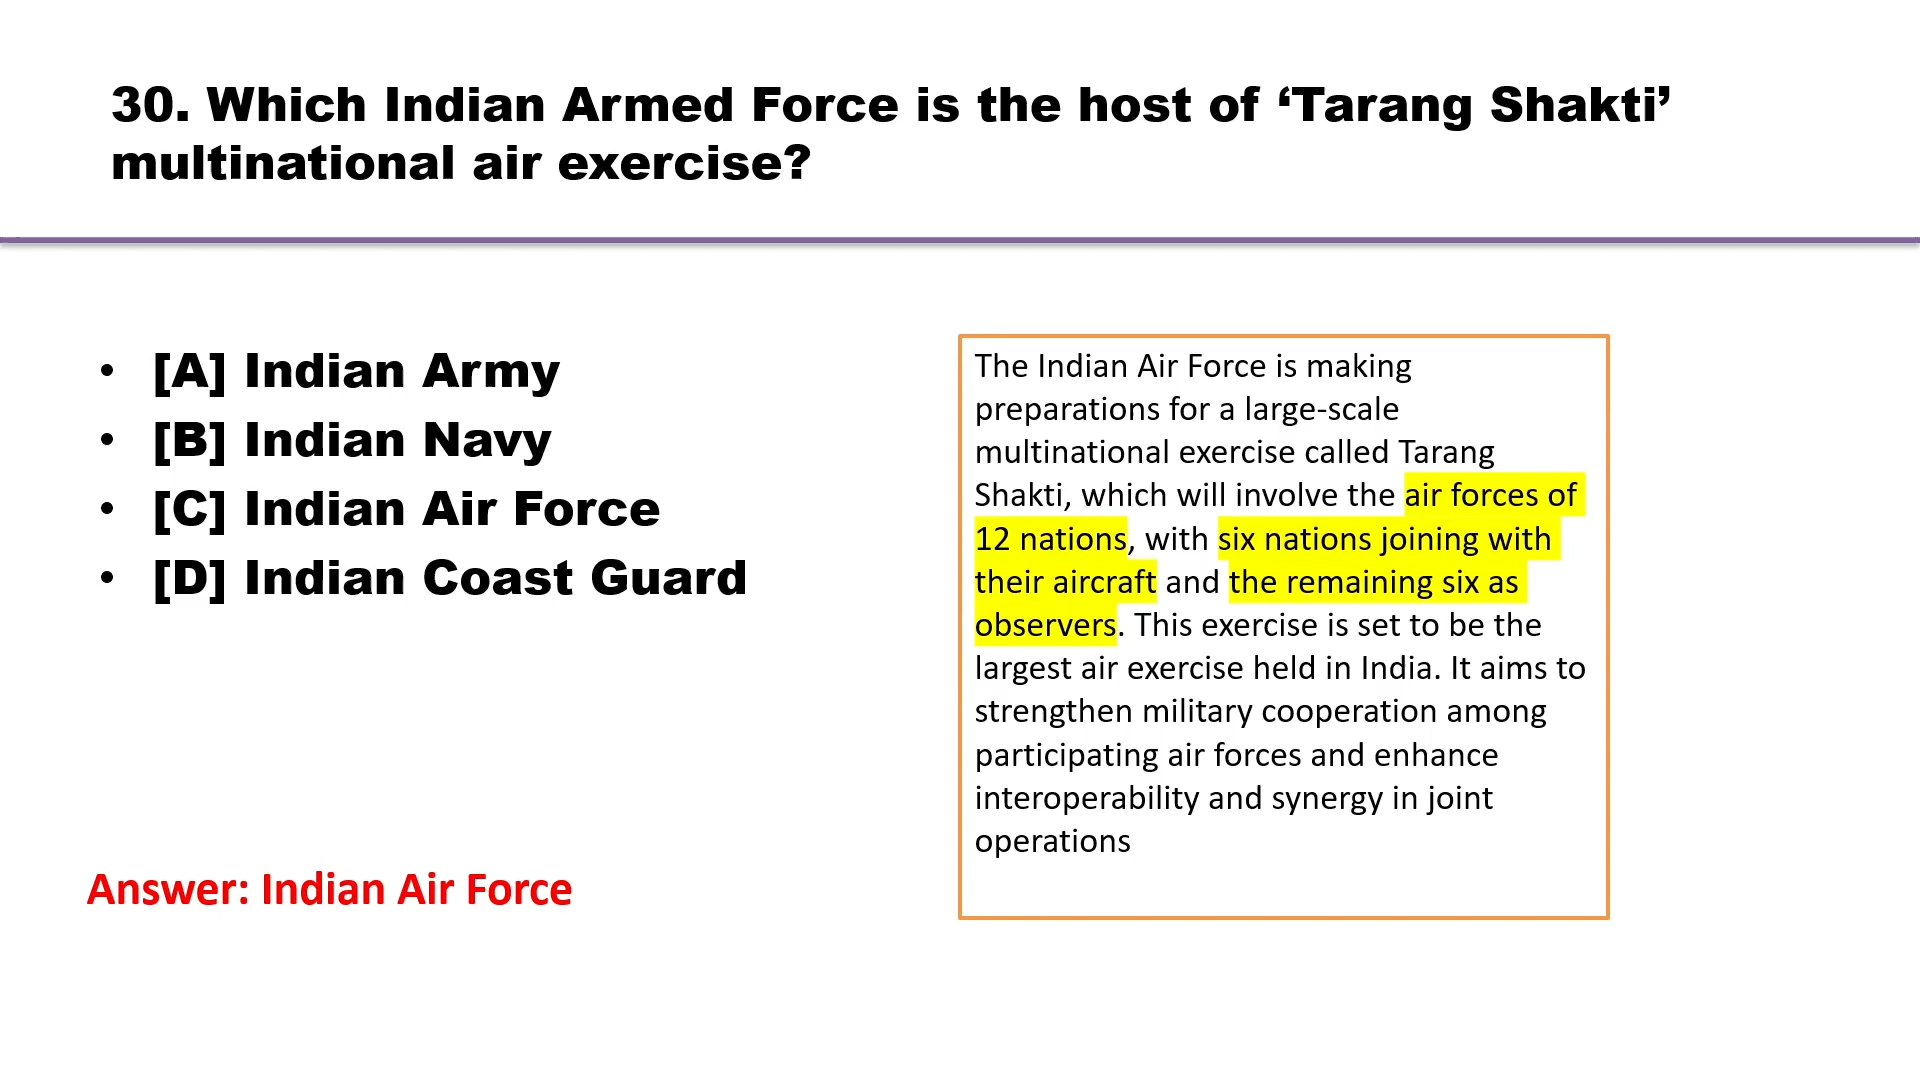 30. Which Indian Armed Force is the host of ‘Tarang Shakti’
multinational air exercise?
• [A] Indian Army
• [B] Indian Navy
• [C] Indian Air Force
• [D] Indian Coast Guard
Answer: Indian Air Force
The Indian Air Force is making
preparations for a large-scale
multinational exercise called Tarang
Shakti, which will involve the air forces of
12 nations, with six nations joining with
their aircraft and the remaining six as
observers. This exercise is set to be the
largest air exercise held in India. It aims to
strengthen military cooperation among
participating air forces and enhance
interoperability and synergy in joint
operations